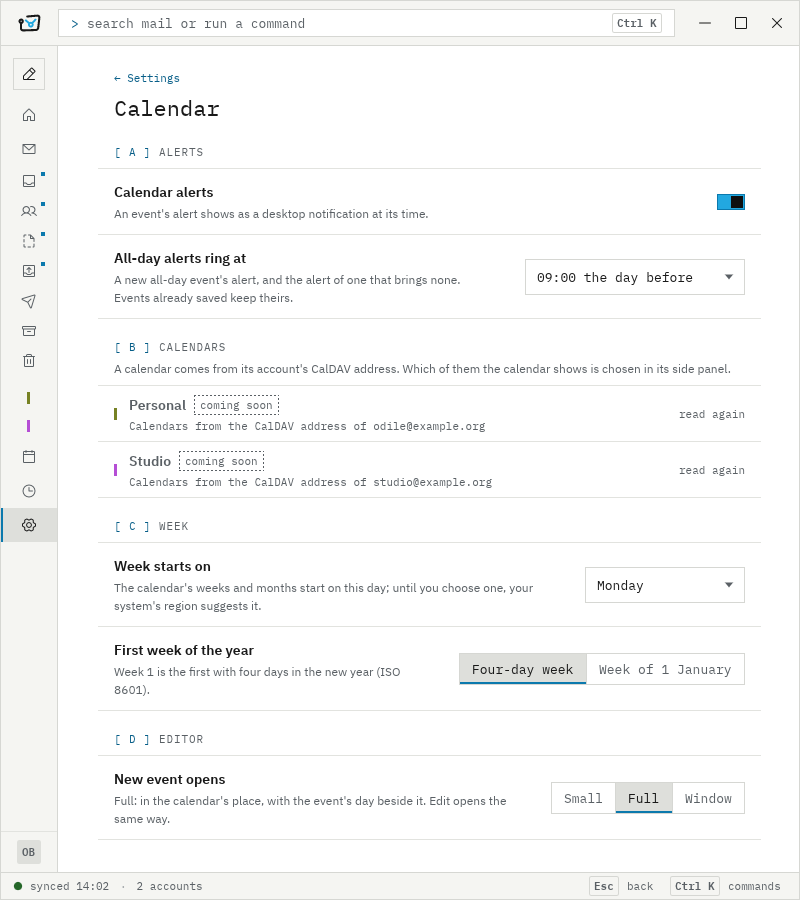 > search mail or run a command
Ctrl K
← Settings
Calendar
[ A ] ALERTS
Calendar alerts
An event's alert shows as a desktop notification at its time.
All-day alerts ring at
A new all-day event's alert, and the alert of one that brings none.
Events already saved keep theirs.
09:00 the day before
[ B ] CALENDARS
A calendar comes from its account's CalDAV address. Which of them the calendar shows is chosen in its side panel.
Personal coming soon
Calendars from the CalDAV address of odile@example.org
read again
Studio coming soon
Calendars from the CalDAV address of studio@example.org
read again
[ C ] WEEK
Week starts on
The calendar's weeks and months start on this day; until you choose one, your
system's region suggests it.
Monday
First week of the year
Week 1 is the first with four days in the new year (ISO
8601).
Four-day week
Week of 1 January
[ D ] EDITOR
New event opens
Full: in the calendar's place, with the event's day beside it. Edit opens the
same way.
Small
Full
Window
OB
synced 14:02 · 2 accounts
Esc back
Ctrl K commands